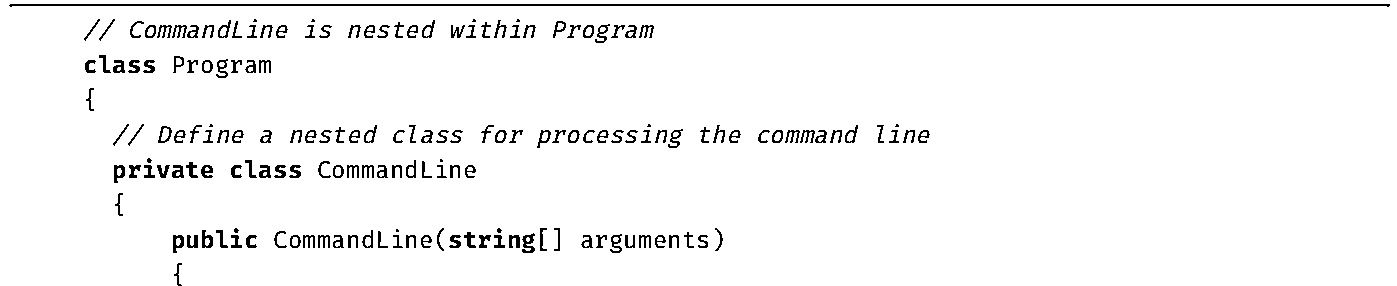 // CommandLine is nested within Program
class Program
{
// Define a nested class for processing the command line
private class CommandLine
{
public CommandLine(string[] arguments)
{